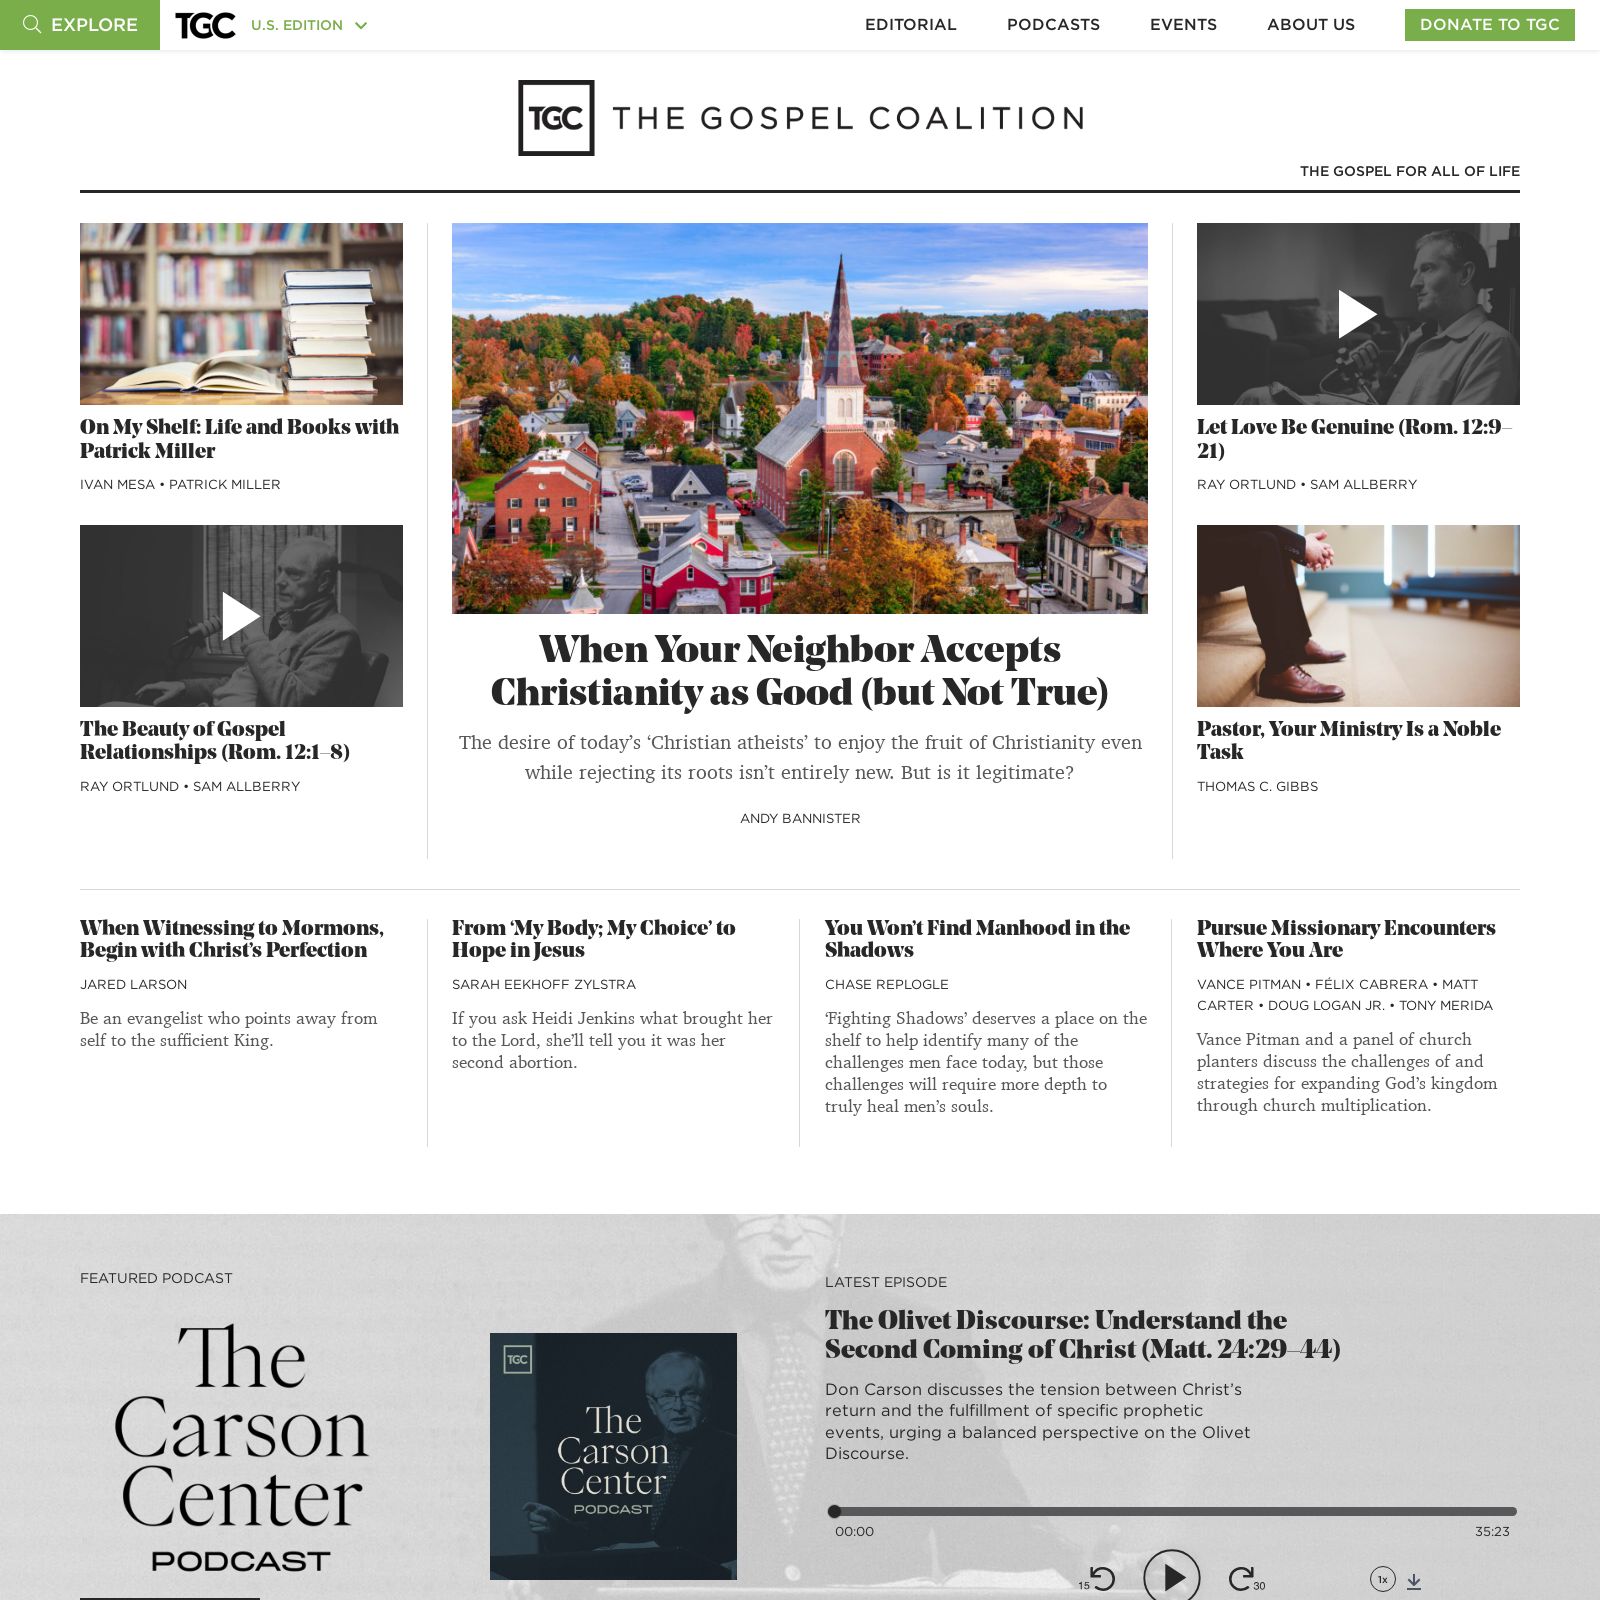 EXPLORE
TGC
U.S. EDITION
EDITORIAL
PODCASTS
EVENTS
ABOUT US
DONATE TO TGC
TGC THE GOSPEL COALITION
THE GOSPEL FOR ALL OF LIFE
On My Shelf: Life and Books with
Patrick Miller
IVAN MESA • PATRICK MILLER
The Beauty of Gospel
Relationships (Rom. 12:1–8)
RAY ORTLUND • SAM ALLBERRY
When Your Neighbor Accepts
Christianity as Good (but Not True)
The desire of today’s ‘Christian atheists’ to enjoy the fruit of Christianity even
while rejecting its roots isn’t entirely new. But is it legitimate?
ANDY BANNISTER
Let Love Be Genuine (Rom. 12:9–
21)
RAY ORTLUND • SAM ALLBERRY
Pastor, Your Ministry Is a Noble
Task
THOMAS C. GIBBS
When Witnessing to Mormons,
Begin with Christ’s Perfection
JARED LARSON
Be an evangelist who points away from
self to the sufficient King.
From ‘My Body; My Choice’ to
Hope in Jesus
SARAH EEKHOFF ZYLSTRA
If you ask Heidi Jenkins what brought her
to the Lord, she’ll tell you it was her
second abortion.
You Won’t Find Manhood in the
Shadows
CHASE REPLOGLE
‘Fighting Shadows’ deserves a place on the
shelf to help identify many of the
challenges men face today, but those
challenges will require more depth to
truly heal men’s souls.
Pursue Missionary Encounters
Where You Are
VANCE PITMAN • FÉLIX CABRERA • MATT
CARTER • DOUG LOGAN JR. • TONY MERIDA
Vance Pitman and a panel of church
planters discuss the challenges of and
strategies for expanding God’s kingdom
through church multiplication.
FEATURED PODCAST
The
Carson
Center
PODCAST
TGC
The
Carson
Center
PODCAST
LATEST EPISODE
The Olivet Discourse: Understand the
Second Coming of Christ (Matt. 24:29–44)
Don Carson discusses the tension between Christ’s
return and the fulfillment of specific prophetic
events, urging a balanced perspective on the Olivet
Discourse.
00:00
35:23
15
30
1x